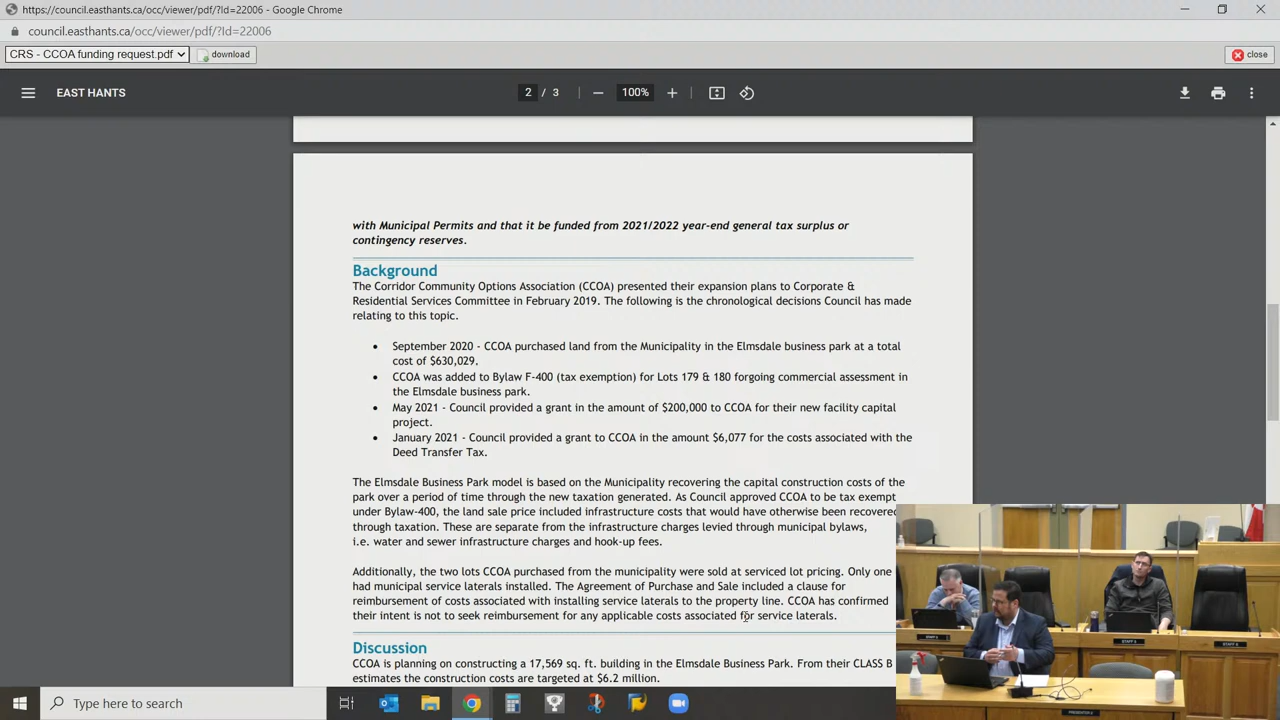 https://council.easthants.ca/occ/viewer/pdf/?Id=22006 - Google Chrome
council.easthants.ca/occ/viewer/pdf/?Id=22006
CRS - CCOA funding request.pdf download close
EAST HANTS 2 / 3 100%
with Municipal Permits and that it be funded from 2021/2022 year-end general tax surplus or
contingency reserves.
Background
The Corridor Community Options Association (CCOA) presented their expansion plans to Corporate &
Residential Services Committee in February 2019. The following is the chronological decisions Council has made
relating to this topic.
• September 2020 - CCOA purchased land from the Municipality in the Elmsdale business park at a total
cost of $630,029.
• CCOA was added to Bylaw F-400 (tax exemption) for Lots 179 & 180 forgoing commercial assessment in
the Elmsdale business park.
• May 2021 - Council provided a grant in the amount of $200,000 to CCOA for their new facility capital
project.
• January 2021 - Council provided a grant to CCOA in the amount $6,077 for the costs associated with the
Deed Transfer Tax.
The Elmsdale Business Park model is based on the Municipality recovering the capital construction costs of the
park over a period of time through the new taxation generated. As Council approved CCOA to be tax exempt
under Bylaw-400, the land sale price included infrastructure costs that would have otherwise been recovered
through taxation. These are separate from the infrastructure charges levied through municipal bylaws,
i.e. water and sewer infrastructure charges and hook-up fees.
Additionally, the two lots CCOA purchased from the municipality were sold at serviced lot pricing. Only one
had municipal service laterals installed. The Agreement of Purchase and Sale included a clause for
reimbursement of costs associated with installing service laterals to the property line. CCOA has confirmed
their intent is not to seek reimbursement for any applicable costs associated for service laterals.
Discussion
CCOA is planning on constructing a 17,569 sq. ft. building in the Elmsdale Business Park. From their CLASS B
estimates the construction costs are targeted at $6.2 million.
Type here to search